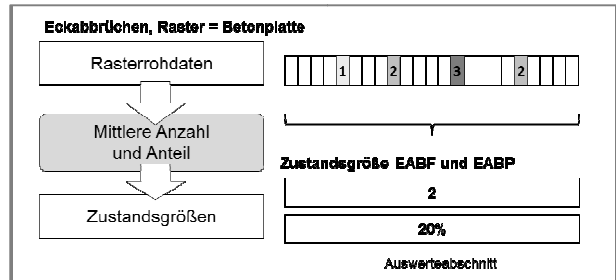 Eckabbrüchen, Raster = Betonplatte
Rasterrohdaten
1 2 3 2
Mittlere Anzahl
und Anteil
Zustandsgröße EABF und EABP
2
Zustandsgrößen
20%
Auswerteabschnitt